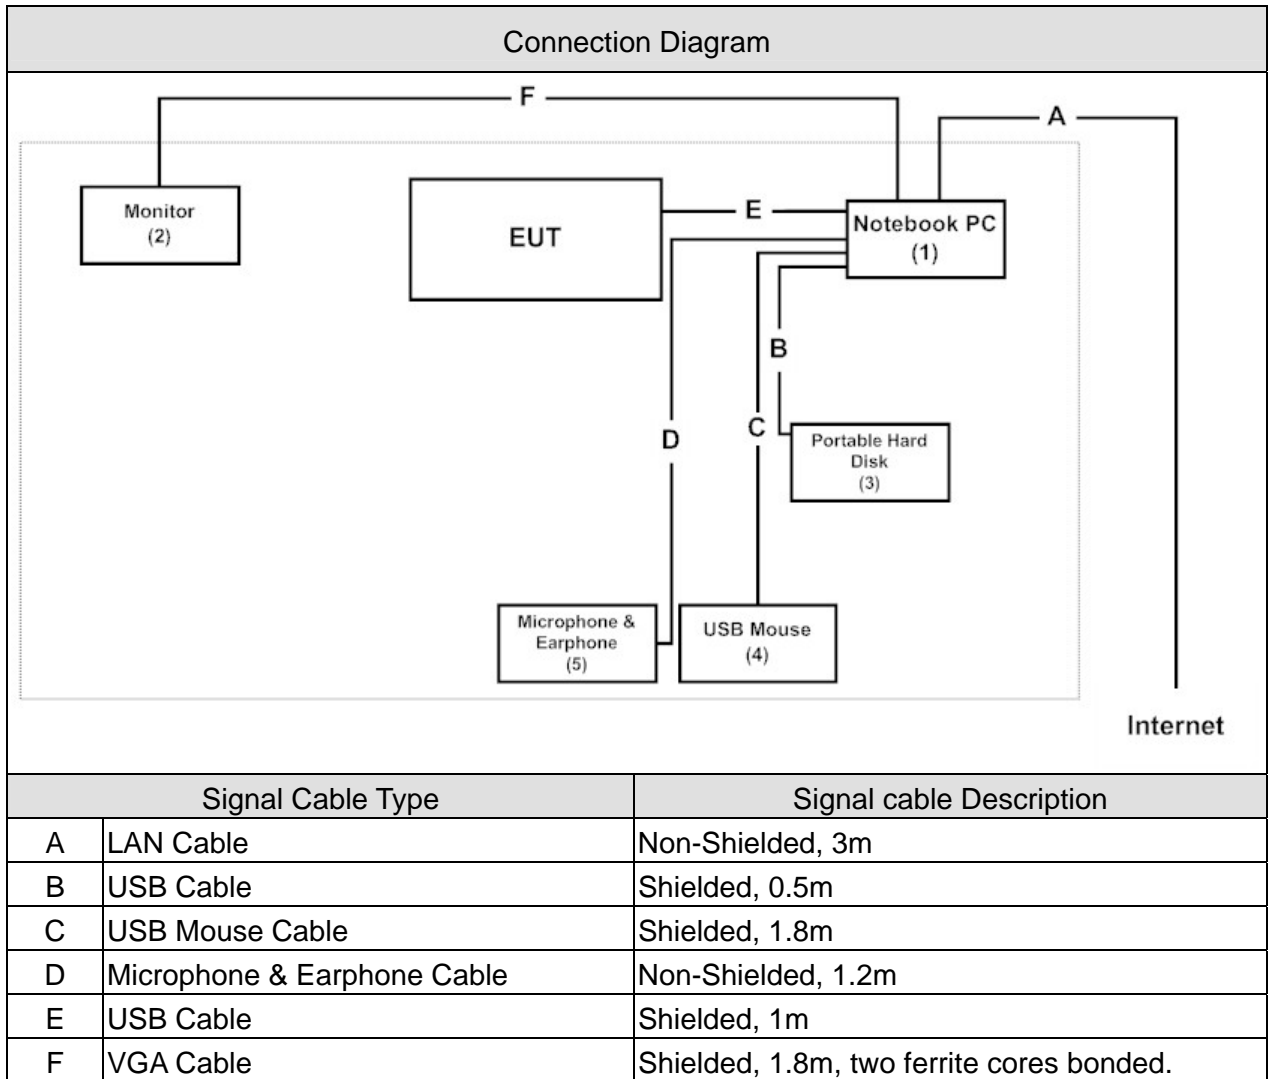 Connection Diagram
F
A
Monitor
(2)
EUT
E
Notebook PC
(1)
B
D
C
Portable Hard
Disk
(3)
Microphone &
Earphone
(5)
USB Mouse
(4)
Internet
Signal Cable Type Signal cable Description
A LAN Cable Non-Shielded, 3m
B USB Cable Shielded, 0.5m
C USB Mouse Cable Shielded, 1.8m
D Microphone & Earphone Cable Non-Shielded, 1.2m
E USB Cable Shielded, 1m
F VGA Cable Shielded, 1.8m, two ferrite cores bonded.